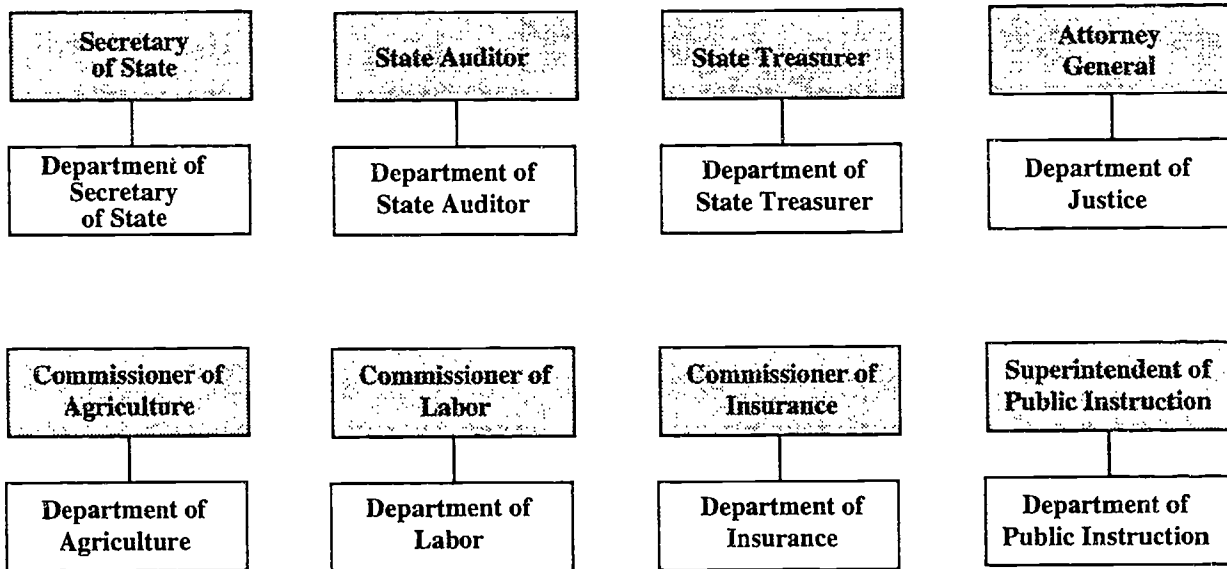 Secretary
of State
State Auditor
State Treasurer
Attorney
General
Department of
Secretary
of State
Department of
State Auditor
Department of
State Treasurer
Department of
Justice
Commissioner of
Agriculture
Commissioner of
Labor
Commissioner of
Insurance
Superintendent of
Public Instruction
Department of
Agriculture
Department of
Labor
Department of
Insurance
Department of
Public Instruction